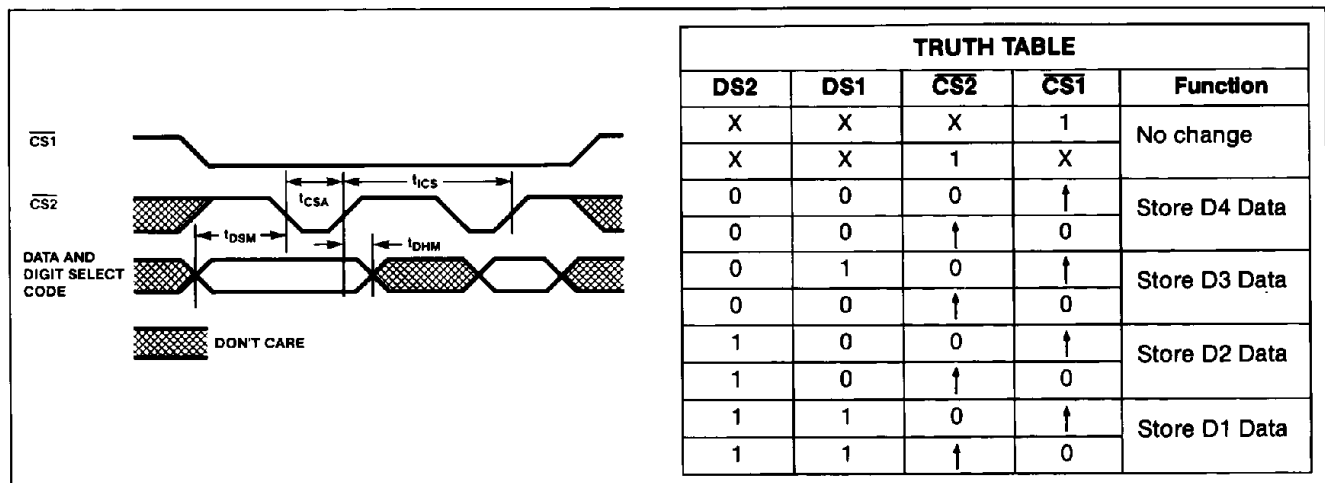 CS1
CS2
tICS
tCSA
tDSM
tDHM
DATA AND
DIGIT SELECT
CODE
DON'T CARE
TRUTH TABLE
DS2 DS1 CS2 CS1 Function
X X X 1 No change
X X 1 X
0 0 0 ↑ Store D4 Data
0 0 ↑ 0
0 1 0 ↑ Store D3 Data
0 0 ↑ 0
1 0 0 ↑ Store D2 Data
1 0 ↑ 0
1 1 0 ↑ Store D1 Data
1 1 ↑ 0